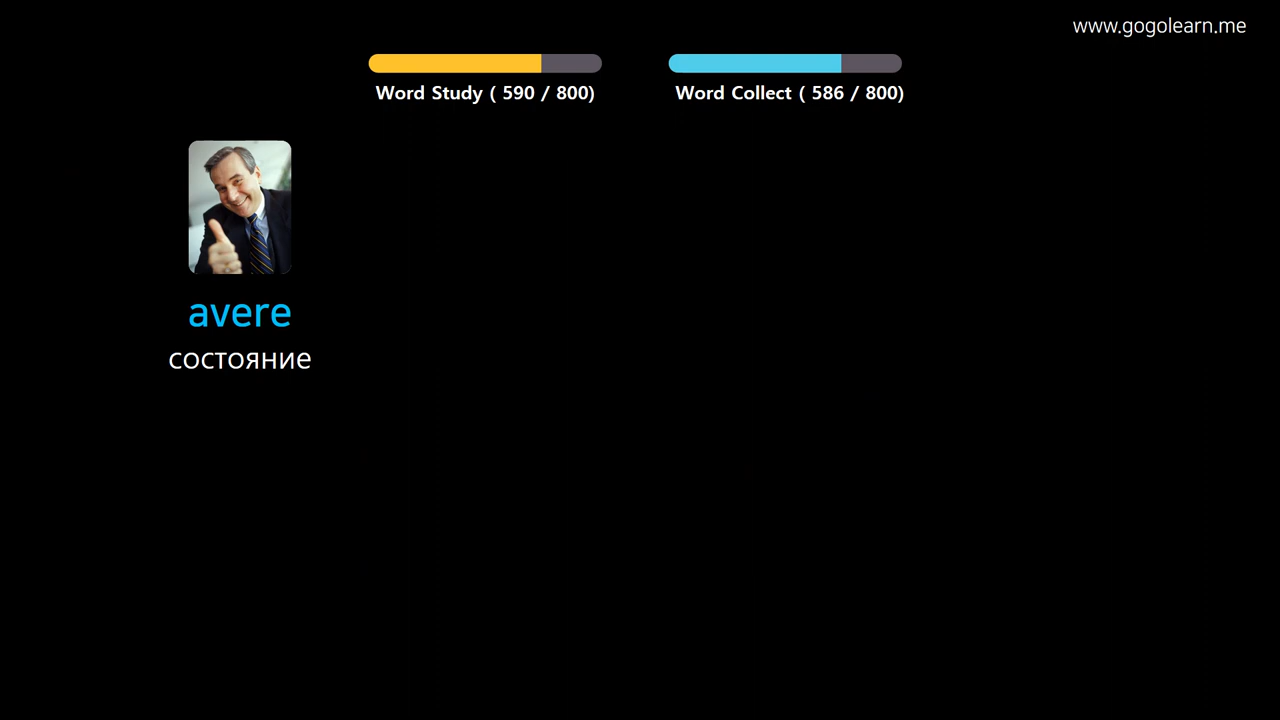 www.gogolearn.me
Word Study ( 590 / 800)
Word Collect ( 586 / 800)
avere
состояние